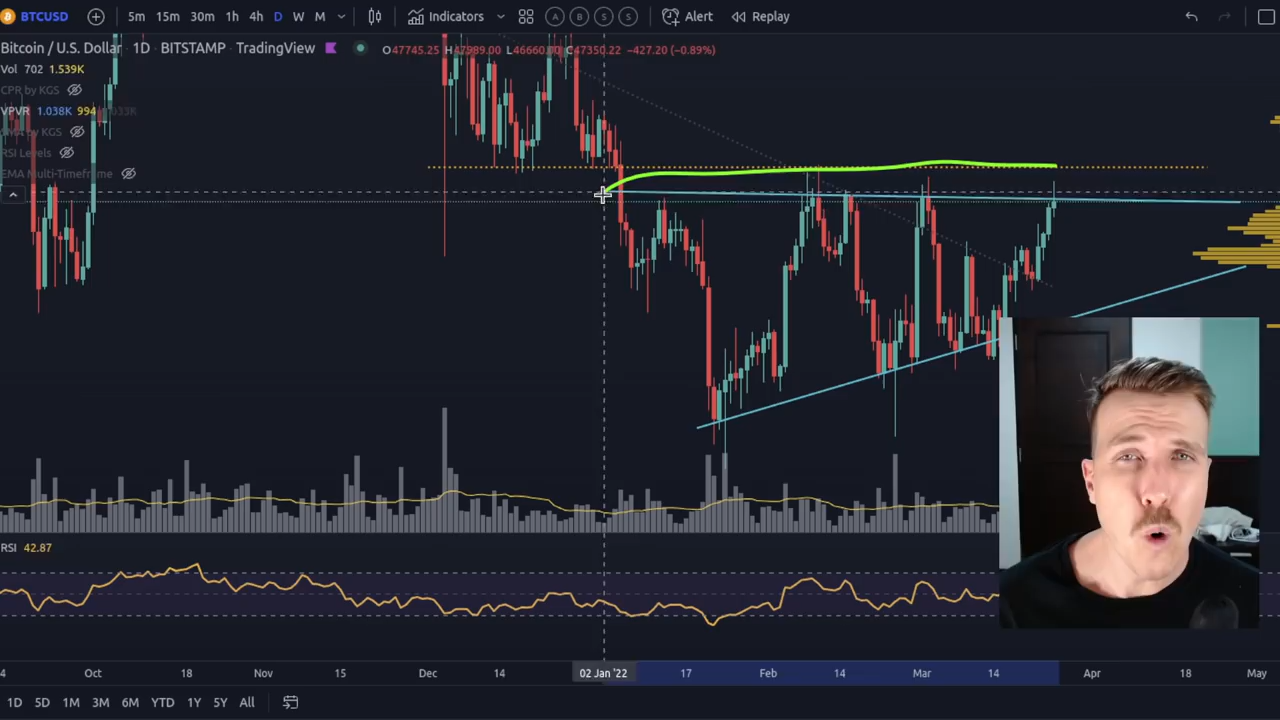 BTCUSD 5m 15m 30m 1h 4h D W M Indicators A B S S Alert Replay
Bitcoin / U.S. Dollar 1D BITSTAMP TradingView O47745.25 H47989.00 L46660.00 C47350.22 −427.20 (−0.89%)
Vol 702 1.539K
CPR by KGS
VPVR 1.038K 994
by KGS
RSI Levels
EMA Multi-Timeframe
RSI 42.87
4 Oct 18 Nov 15 Dec 14 02 Jan '22 17 Feb 14 Mar 14 Apr 18 May
1D 5D 1M 3M 6M YTD 1Y 5Y All